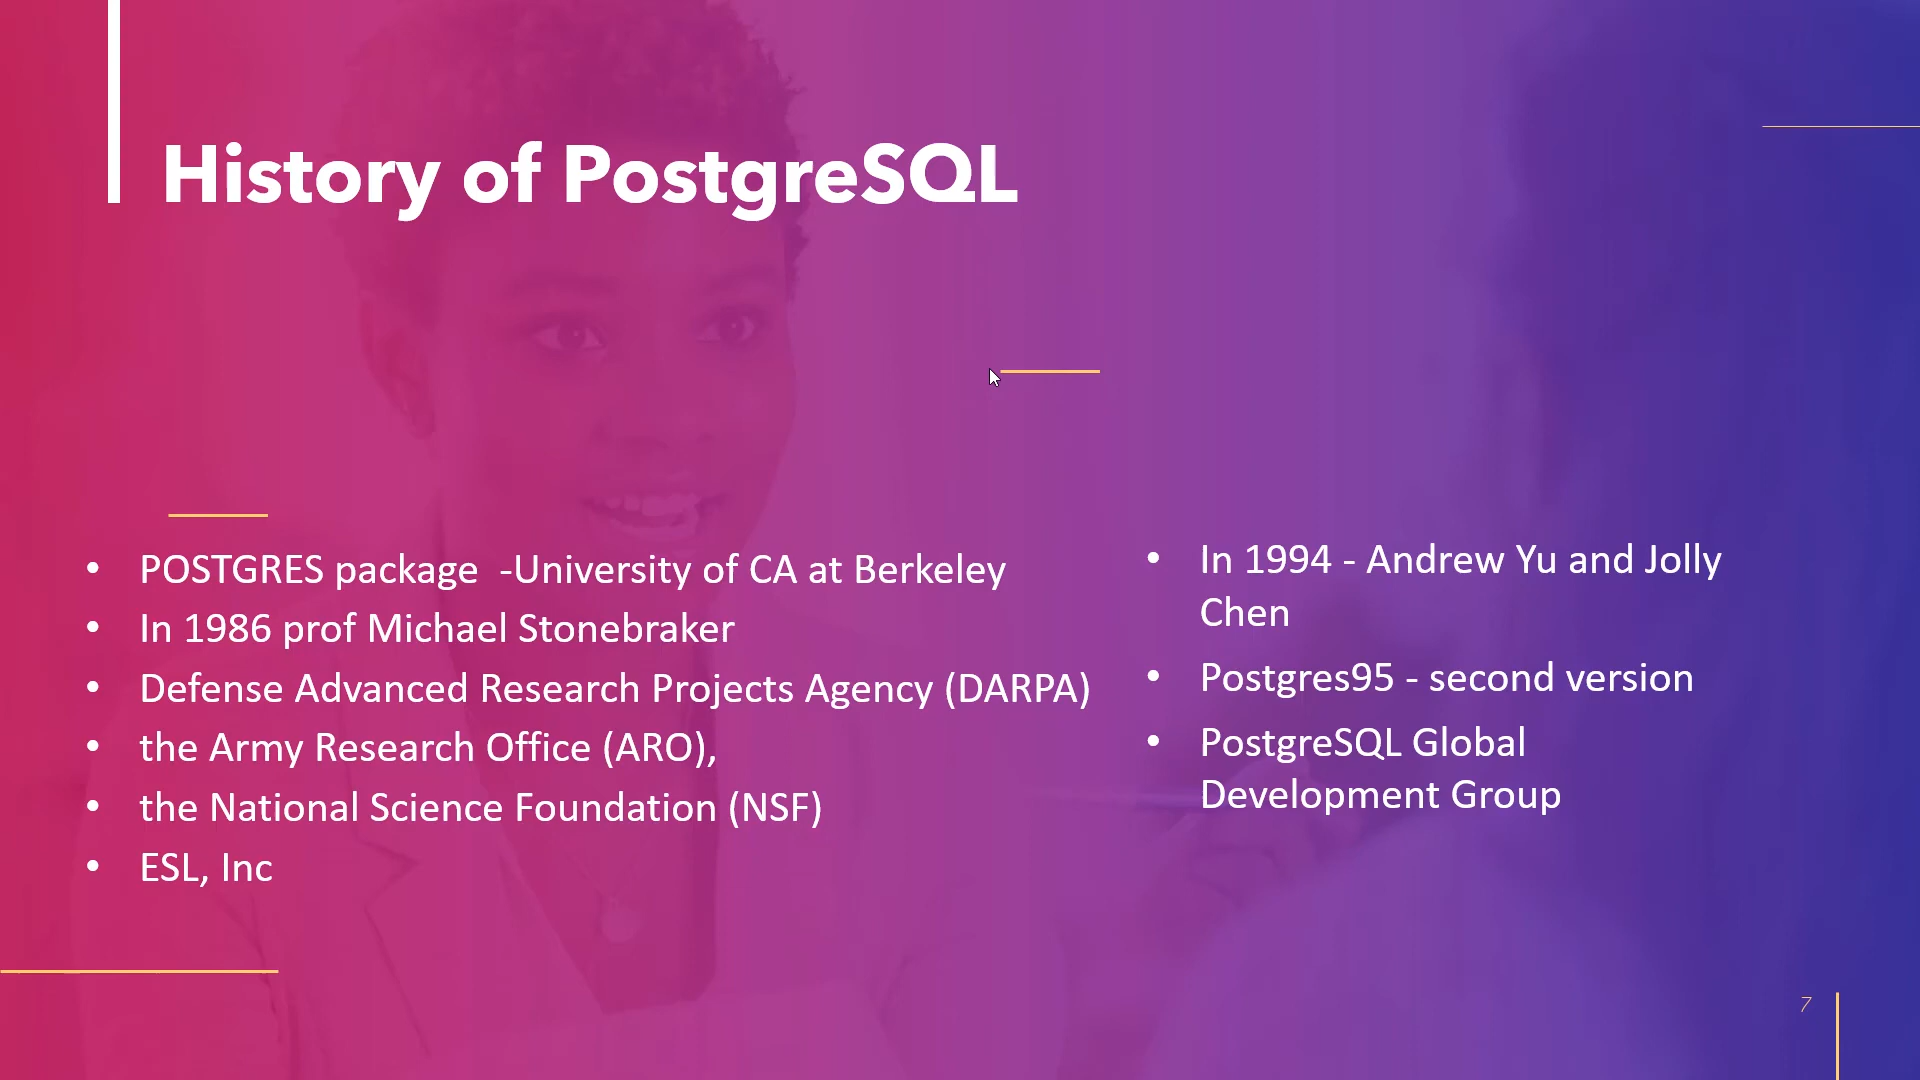 History of PostgreSQL
• POSTGRES package  -University of CA at Berkeley
• In 1986 prof Michael Stonebraker
• Defense Advanced Research Projects Agency (DARPA)
• the Army Research Office (ARO),
• the National Science Foundation (NSF)
• ESL, Inc
• In 1994 - Andrew Yu and Jolly
Chen
• Postgres95 - second version
• PostgreSQL Global
Development Group
7